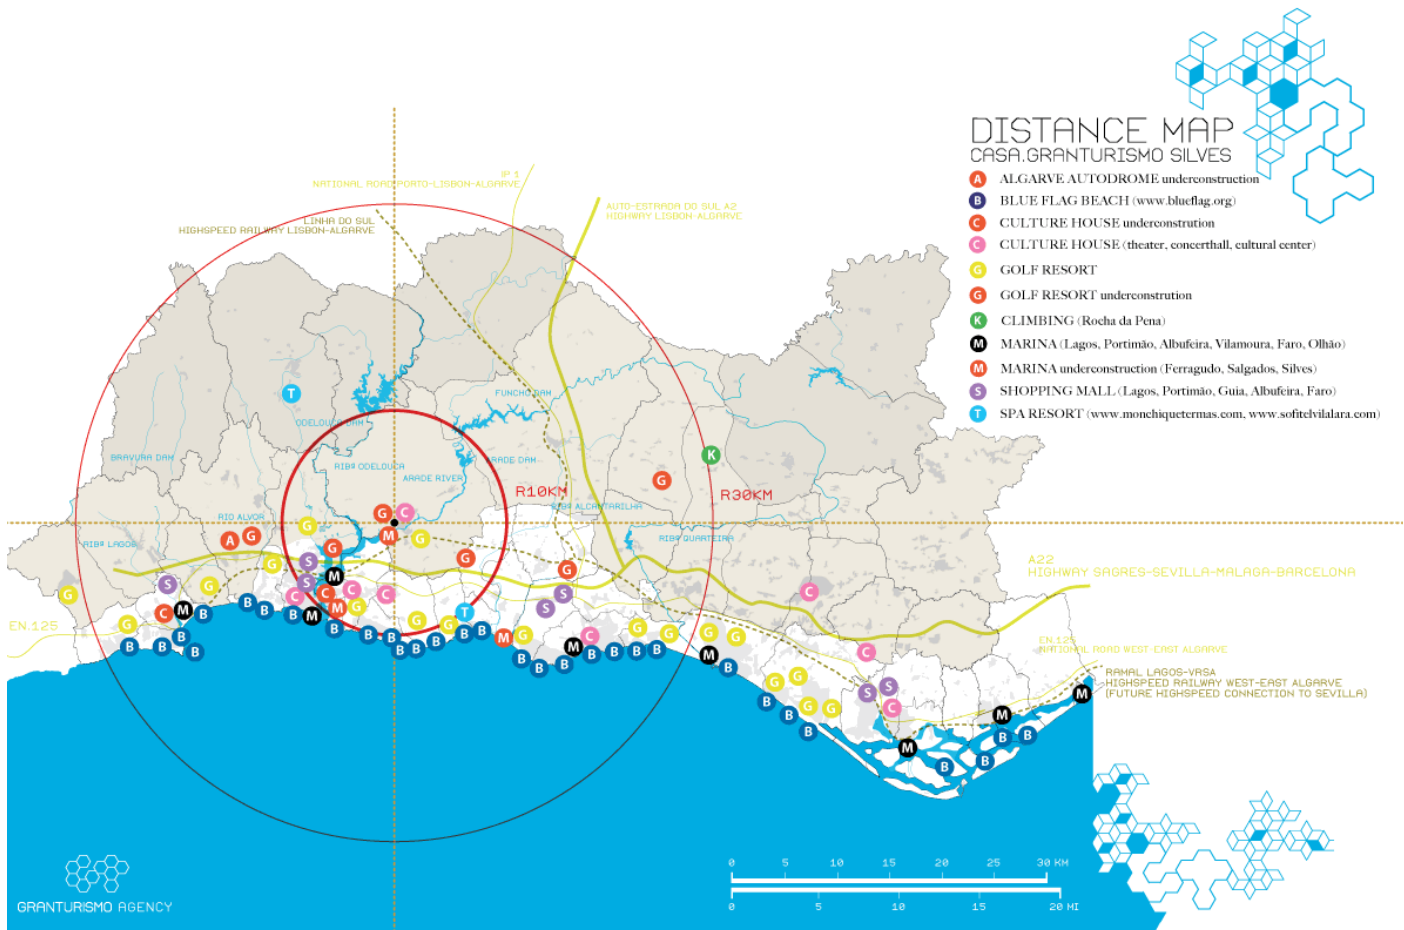 DISTANCE MAP
CASA.GRANTURISMO SILVES
A ALGARVE AUTODROME underconstruction
B BLUE FLAG BEACH (www.blueflag.org)
C CULTURE HOUSE underconstrution
C CULTURE HOUSE (theater, concerthall, cultural center)
G GOLF RESORT
G GOLF RESORT underconstrution
K CLIMBING (Rocha da Pena)
M MARINA (Lagos, Portimão, Albufeira, Vilamoura, Faro, Olhão)
M MARINA underconstruction (Ferragudo, Salgados, Silves)
S SHOPPING MALL (Lagos, Portimão, Guia, Albufeira, Faro)
T SPA RESORT (www.monchiquetermas.com, www.sofitelvilalara.com)
IP 1
NATIONAL ROAD PORTO-LISBON-ALGARVE
AUTO-ESTRADA DO SUL A2
HIGHWAY LISBON-ALGARVE
LINHA DO SUL
HIGHSPEED RAILWAY LISBON-ALGARVE
FUNCHO DAM
ODELOUCA DAM
BRAVURA DAM
RIBª ODELOUCA
ARADE DAM
ARADE RIVER
R10KM
R30KM
RIBª ALCANTARILHA
RIO ALVOR
RIBª LAGOS
RIBª QUARTEIRA
A22
HIGHWAY SAGRES-SEVILLA-MALAGA-BARCELONA
EN.125
EN.125
NATIONAL ROAD WEST-EAST ALGARVE
RAMAL LAGOS-VRSA
HIGHSPEED RAILWAY WEST-EAST ALGARVE
(FUTURE HIGHSPEED CONNECTION TO SEVILLA)
0 5 10 15 20 25 30 KM
0 5 10 15 20 MI
GRANTURISMO AGENCY